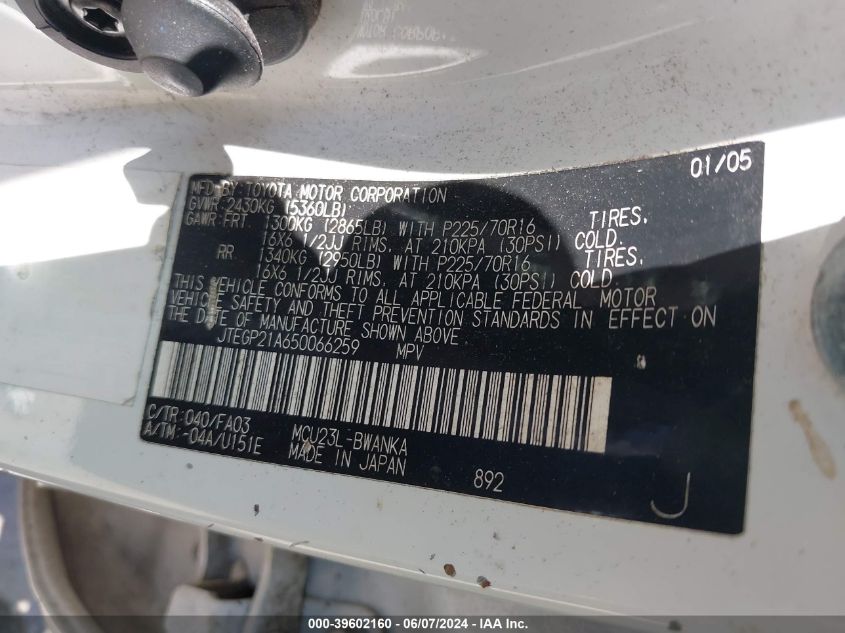 01/05
MFD BY: TOYOTA MOTOR CORPORATION
GVWR: 2430KG (5360LB)
GAWR: FRT. 1300KG (2865LB) WITH P225/70R16 TIRES,
16X6 1/2JJ RIMS, AT 210KPA (30PSI) COLD.
RR. 1340KG (2950LB) WITH P225/70R16 TIRES,
16X6 1/2JJ RIMS, AT 210KPA (30PSI) COLD.
THIS VEHICLE CONFORMS TO ALL APPLICABLE FEDERAL MOTOR
VEHICLE SAFETY AND THEFT PREVENTION STANDARDS IN EFFECT ON
THE DATE OF MANUFACTURE SHOWN ABOVE.
JTEGP21A650066259 MPV
C/TR: 040/FA03 MCU23L-BWANKA
A/TM: -04A/U151E MADE IN JAPAN
892 J
000-39602160 - 06/07/2024 - IAAI Inc.